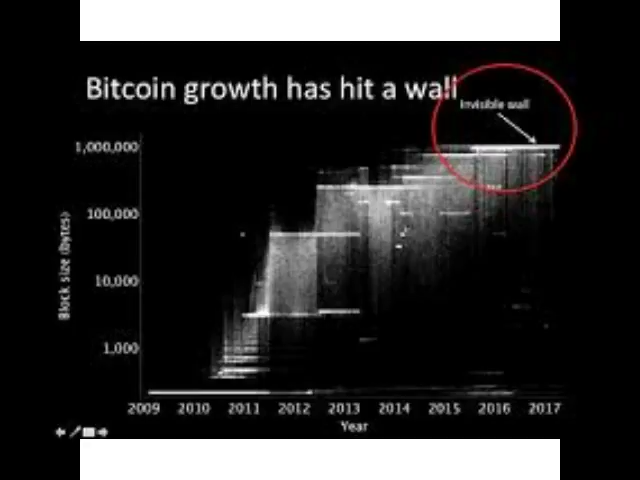 Bitcoin growth has hit a wall
Invisible wall
1,000,000
100,000
10,000
1,000
Block size (bytes)
2009 2010 2011 2012 2013 2014 2015 2016 2017
Year